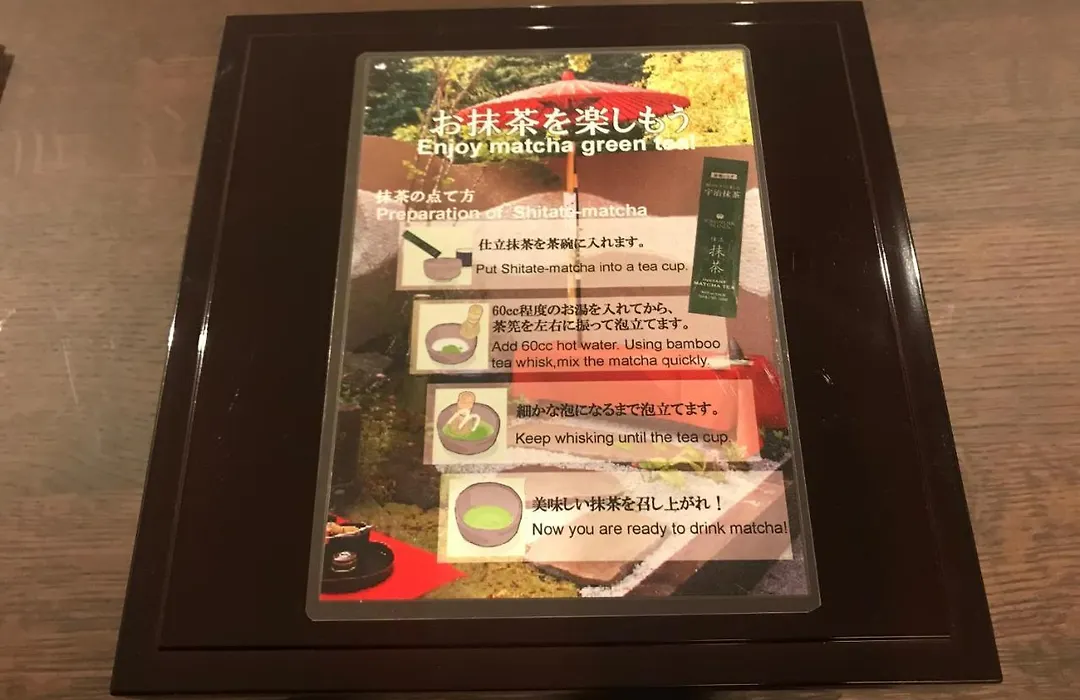 お抹茶を楽しもう
Enjoy matcha green tea!
抹茶の点て方
Preparation of Shitate-matcha
宇治抹茶
抹茶
INSTANT
MATCHA TEA
仕立抹茶を茶碗に入れます。
Put Shitate-matcha into a tea cup.
60cc程度のお湯を入れてから、
茶筅を左右に振って泡立てます。
Add 60cc hot water. Using bamboo
tea whisk,mix the matcha quickly.
細かな泡になるまで泡立てます。
Keep whisking until the tea cup.
美味しい抹茶を召し上がれ！
Now you are ready to drink matcha!